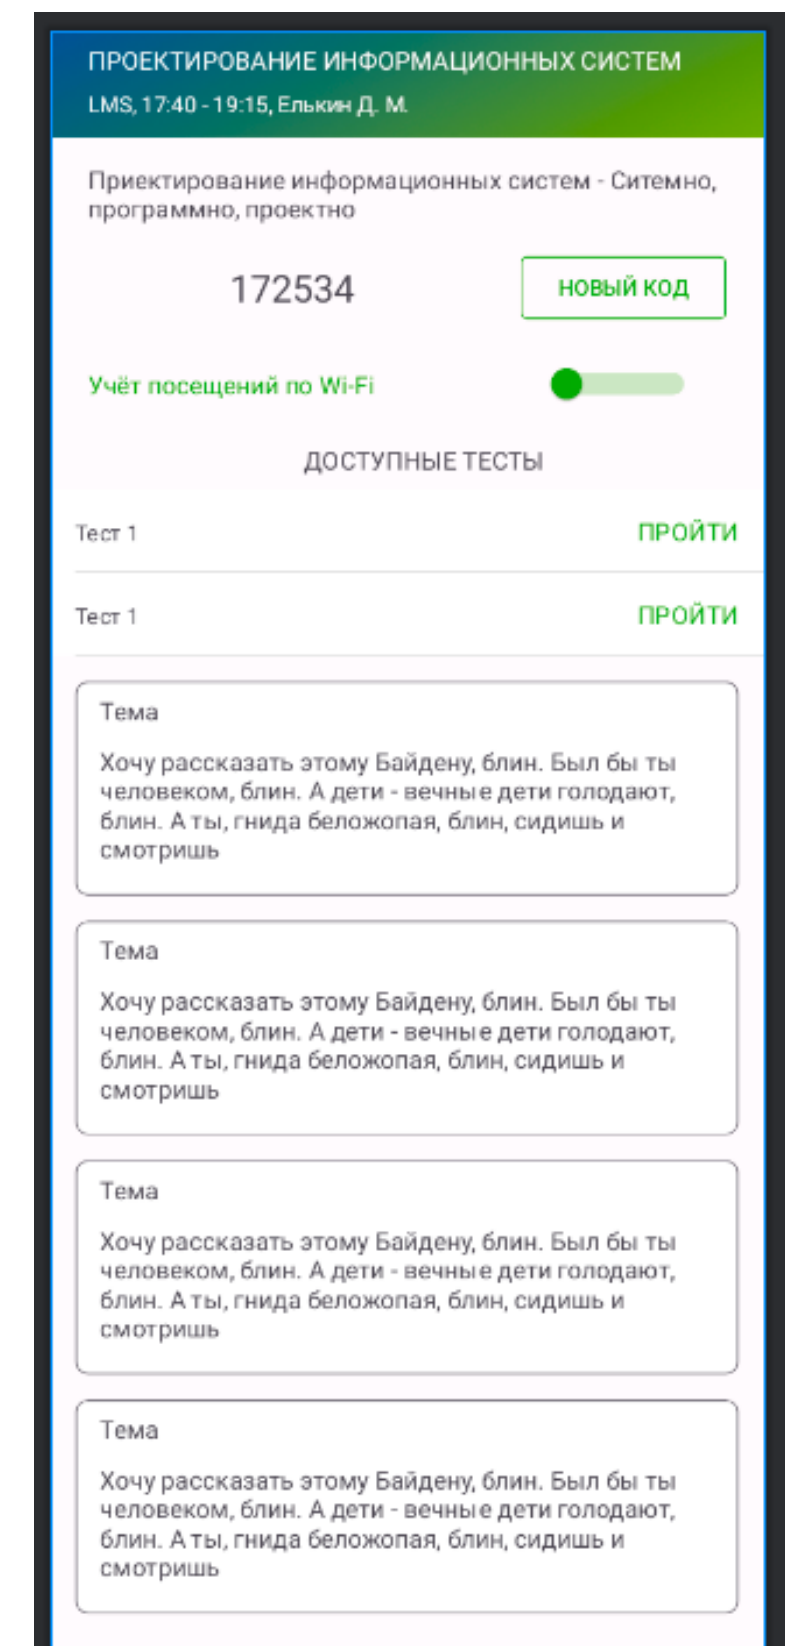 ПРОЕКТИРОВАНИЕ ИНФОРМАЦИОННЫХ СИСТЕМ
LMS, 17:40 - 19:15, Елькин Д. М.
Приектирование информационных систем - Ситемно,
программно, проектно
172534
НОВЫЙ КОД
Учёт посещений по Wi-Fi
ДОСТУПНЫЕ ТЕСТЫ
Тест 1
ПРОЙТИ
Тест 1
ПРОЙТИ
Тема
Хочу рассказать этому Байдену, блин. Был бы ты
человеком, блин. А дети - вечные дети голодают,
блин. А ты, гнида беложопая, блин, сидишь и
смотришь
Тема
Хочу рассказать этому Байдену, блин. Был бы ты
человеком, блин. А дети - вечные дети голодают,
блин. А ты, гнида беложопая, блин, сидишь и
смотришь
Тема
Хочу рассказать этому Байдену, блин. Был бы ты
человеком, блин. А дети - вечные дети голодают,
блин. А ты, гнида беложопая, блин, сидишь и
смотришь
Тема
Хочу рассказать этому Байдену, блин. Был бы ты
человеком, блин. А дети - вечные дети голодают,
блин. А ты, гнида беложопая, блин, сидишь и
смотришь